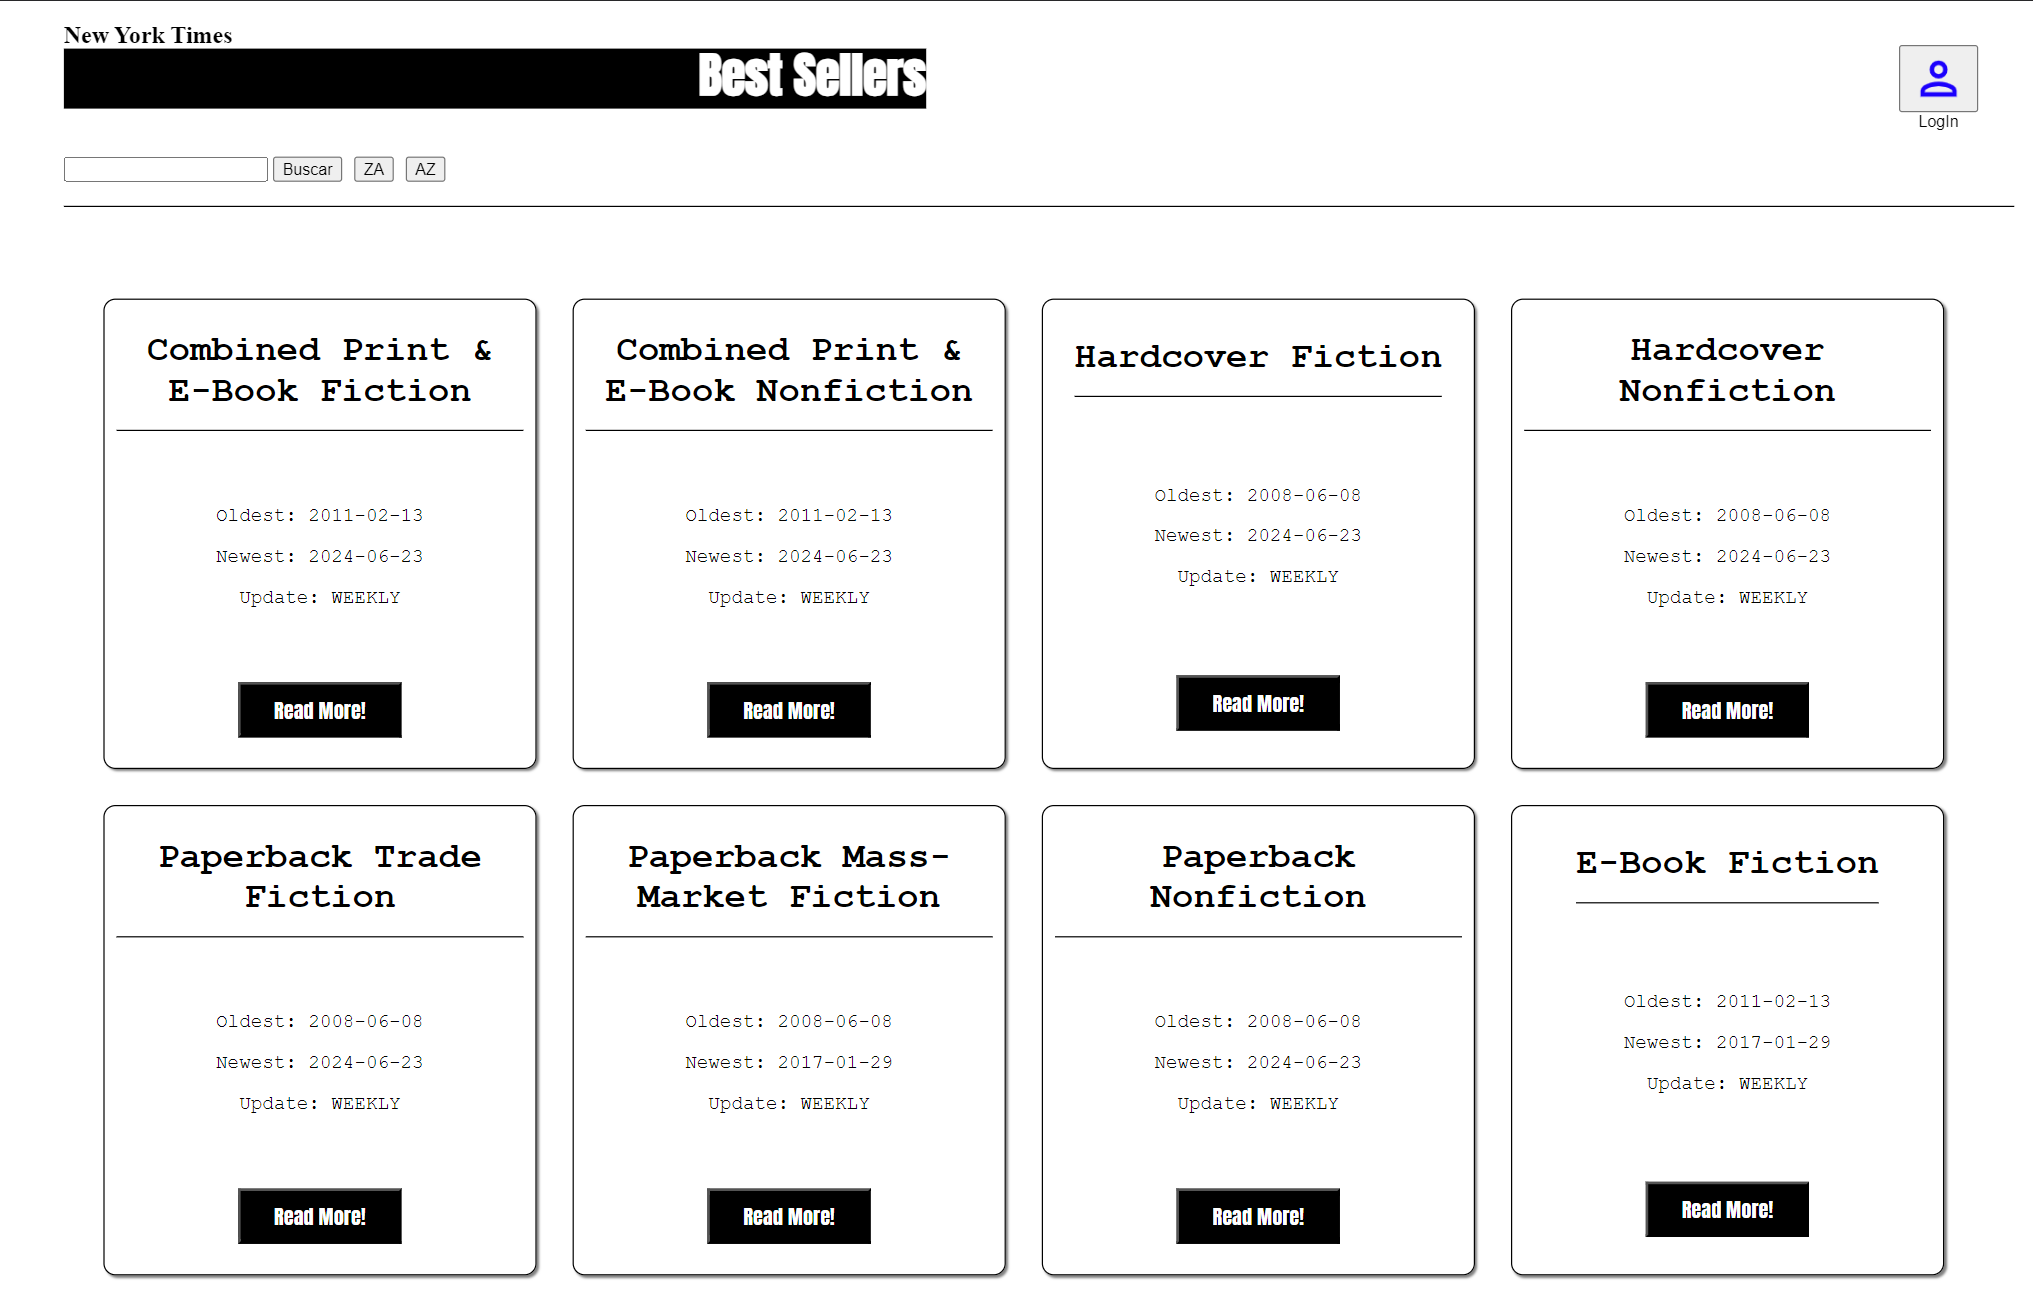 New York Times
Best Sellers
LogIn
Buscar ZA AZ
Combined Print &
E-Book Fiction
Oldest: 2011-02-13
Newest: 2024-06-23
Update: WEEKLY
Read More!
Combined Print &
E-Book Nonfiction
Oldest: 2011-02-13
Newest: 2024-06-23
Update: WEEKLY
Read More!
Hardcover Fiction
Oldest: 2008-06-08
Newest: 2024-06-23
Update: WEEKLY
Read More!
Hardcover
Nonfiction
Oldest: 2008-06-08
Newest: 2024-06-23
Update: WEEKLY
Read More!
Paperback Trade
Fiction
Oldest: 2008-06-08
Newest: 2024-06-23
Update: WEEKLY
Read More!
Paperback Mass-
Market Fiction
Oldest: 2008-06-08
Newest: 2017-01-29
Update: WEEKLY
Read More!
Paperback
Nonfiction
Oldest: 2008-06-08
Newest: 2024-06-23
Update: WEEKLY
Read More!
E-Book Fiction
Oldest: 2011-02-13
Newest: 2017-01-29
Update: WEEKLY
Read More!